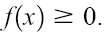 f(x) ≥ 0.